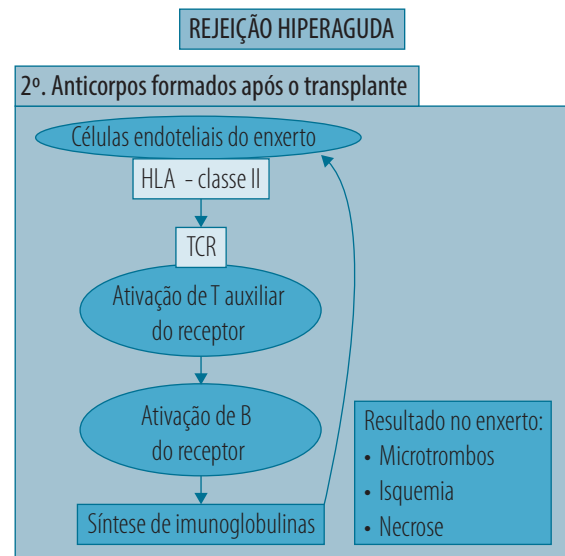 REJEIÇÃO HIPERAGUDA
2º. Anticorpos formados após o transplante
Células endoteliais do enxerto
HLA - classe II
TCR
Ativação de T auxiliar
do receptor
Ativação de B
do receptor
Síntese de imunoglobulinas
Resultado no enxerto:
• Microtrombos
• Isquemia
• Necrose